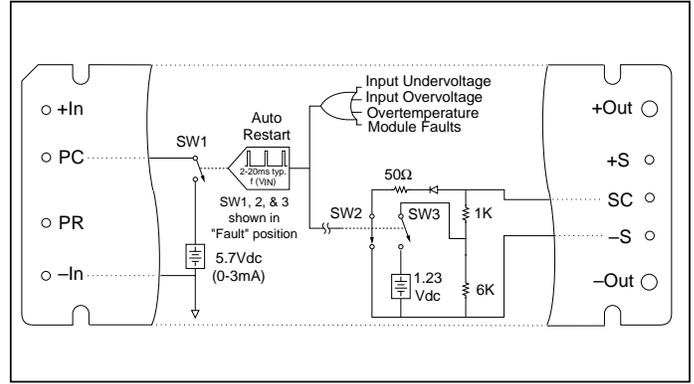 Input Undervoltage
Input Overvoltage
Overtemperature
Module Faults
+In
Auto
Restart
+Out
SW1
PC
2-20ms typ.
f (VIN)
+S
50Ω
SW1, 2, & 3
shown in
"Fault" position
SW2
SW3
1K
SC
PR
–S
5.7Vdc
(0-3mA)
–In
1.23
Vdc
6K
–Out